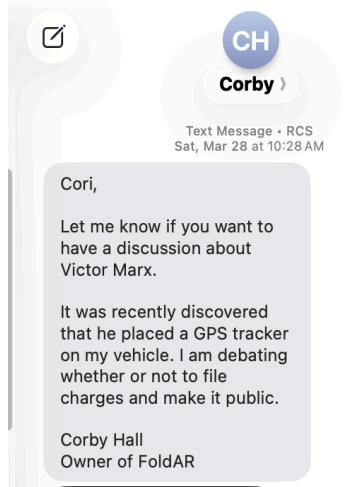 CH
Corby
Text Message • RCS
Sat, Mar 28 at 10:28 AM
Cori,
Let me know if you want to
have a discussion about
Victor Marx.
It was recently discovered
that he placed a GPS tracker
on my vehicle. I am debating
whether or not to file
charges and make it public.
Corby Hall
Owner of FoldAR